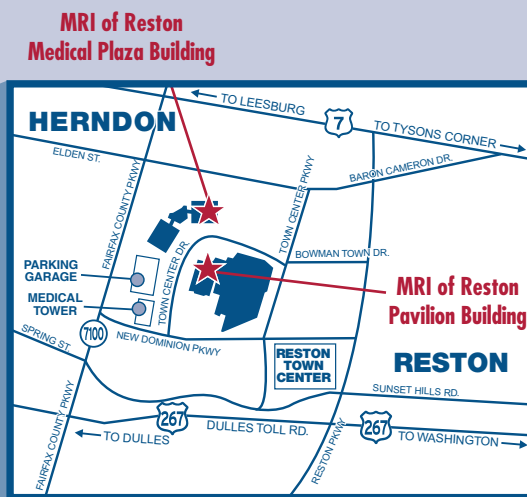 MRI of Reston
Medical Plaza Building
TO LEESBURG
7
TO TYSONS CORNER
HERNDON
ELDEN ST.
BARON CAMERON DR.
FAIRFAX COUNTY PKWY
TOWN CENTER PKWY
TOWN CENTER DR.
BOWMAN TOWN DR.
PARKING
GARAGE
MEDICAL
TOWER
MRI of Reston
Pavilion Building
7100
SPRING ST.
NEW DOMINION PKWY
RESTON
TOWN
CENTER
RESTON
SUNSET HILLS RD.
267
DULLES TOLL RD.
267
TO DULLES
TO WASHINGTON
FAIRFAX COUNTY PKWY
RESTON PKWY